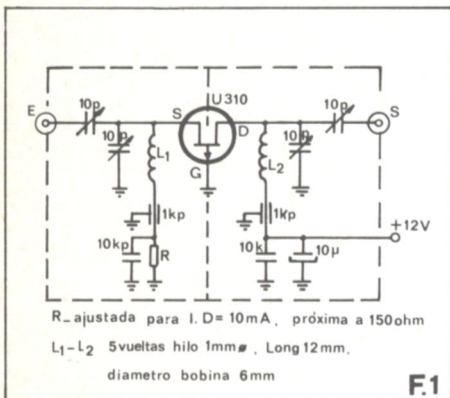 U310
E 10p S D 10p S
10p L₁ G L₂ 10p
1kp 1kp
+12V
10kp R 10k 10µ
R_ajustada para I.D=10mA, próxima a 150ohm
L₁-L₂ 5vueltas hilo 1mmø, Long 12mm,
diametro bobina 6mm
F.1